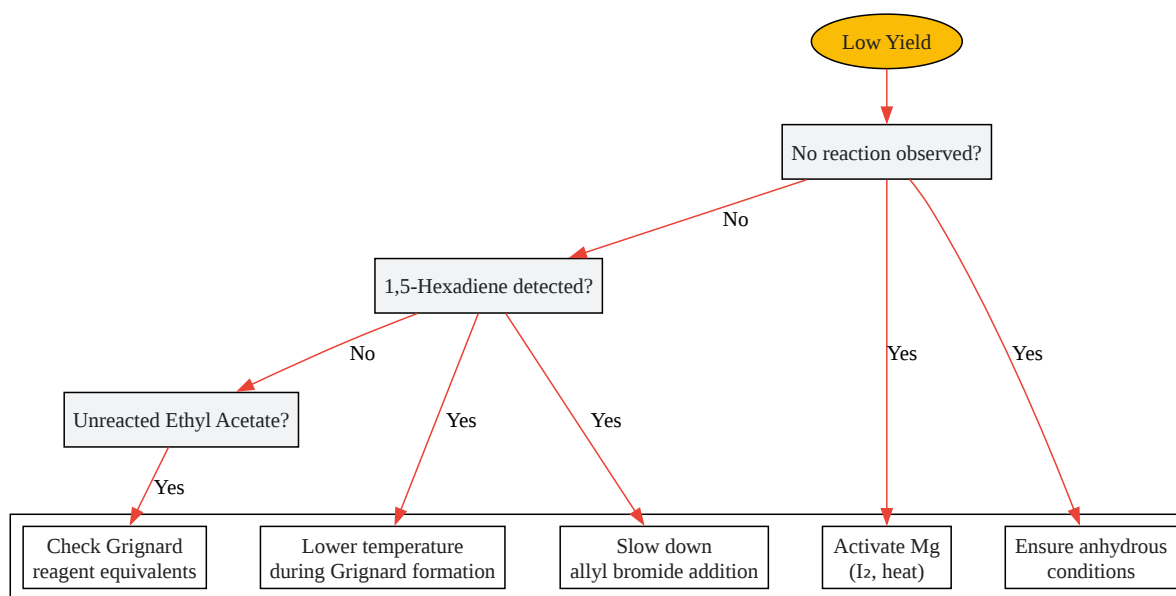 Low Yield
No reaction observed?
No
1,5-Hexadiene detected?
Yes
Yes
No
Unreacted Ethyl Acetate?
Yes
Yes
Yes
Check Grignard
reagent equivalents
Lower temperature
during Grignard formation
Slow down
allyl bromide addition
Activate Mg
(I₂, heat)
Ensure anhydrous
conditions